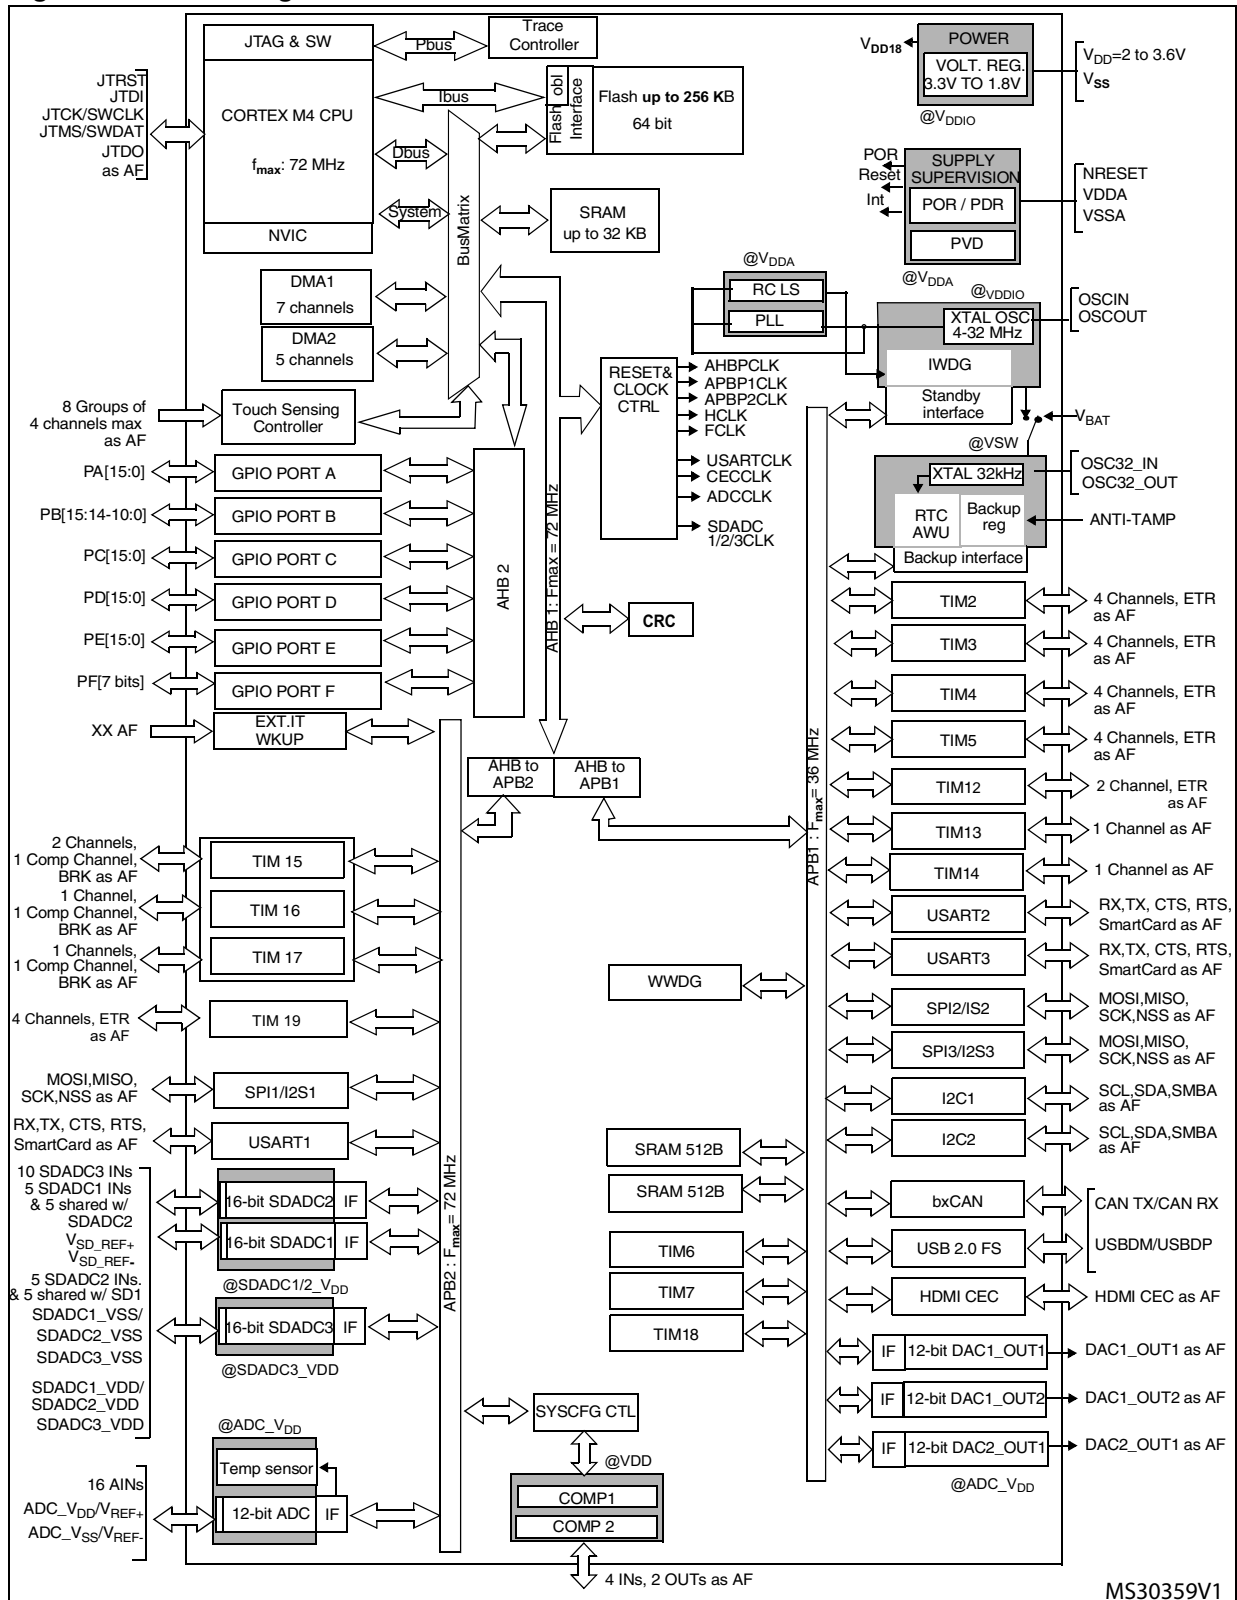 JTAG & SW
Pbus
Trace
Controller
JTRST
JTDI
JTCK/SWCLK
JTMS/SWDAT
JTDO
as AF
CORTEX M4 CPU
fmax: 72 MHz
NVIC
Ibus
Dbus
System
Flash
obl
Interface
Flash up to 256 KB
64 bit
BusMatrix
SRAM
up to 32 KB
VDD18
POWER
VOLT. REG.
3.3V TO 1.8V
VDD=2 to 3.6V
VSS
@VDDIO
POR
Reset
Int
SUPPLY
SUPERVISION
POR / PDR
PVD
NRESET
VDDA
VSSA
@VDDA
@VDDA
RC LS
PLL
@VDDIO
XTAL OSC
4-32 MHz
OSCIN
OSCOUT
IWDG
Standby
interface
VBAT
@VSW
XTAL 32kHz
OSC32_IN
OSC32_OUT
RTC
AWU
Backup
reg
ANTI-TAMP
Backup interface
DMA1
7 channels
DMA2
5 channels
RESET&
CLOCK
CTRL
AHBPCLK
APBP1CLK
APBP2CLK
HCLK
FCLK
USARTCLK
CECCLK
ADCCLK
SDADC
1/2/3CLK
8 Groups of
4 channels max
as AF
Touch Sensing
Controller
PA[15:0]
GPIO PORT A
PB[15:14-10:0]
GPIO PORT B
PC[15:0]
GPIO PORT C
PD[15:0]
GPIO PORT D
PE[15:0]
GPIO PORT E
PF[7 bits]
GPIO PORT F
AHB 2
AHB 1: Fmax = 72 MHz
CRC
XX AF
EXT.IT
WKUP
AHB to
APB2
AHB to
APB1
APB1 : Fmax= 36 MHz
TIM2
4 Channels, ETR
as AF
TIM3
4 Channels, ETR
as AF
TIM4
4 Channels, ETR
as AF
TIM5
4 Channels, ETR
as AF
TIM12
2 Channel, ETR
as AF
TIM13
1 Channel as AF
TIM14
1 Channel as AF
USART2
RX,TX, CTS, RTS,
SmartCard as AF
USART3
RX,TX, CTS, RTS,
SmartCard as AF
SPI2/IS2
MOSI,MISO,
SCK,NSS as AF
SPI3/I2S3
MOSI,MISO,
SCK,NSS as AF
I2C1
SCL,SDA,SMBA
as AF
I2C2
SCL,SDA,SMBA
as AF
bxCAN
CAN TX/CAN RX
USB 2.0 FS
USBDM/USBDP
HDMI CEC
HDMI CEC as AF
IF
12-bit DAC1_OUT1
DAC1_OUT1 as AF
IF
12-bit DAC1_OUT2
DAC1_OUT2 as AF
IF
12-bit DAC2_OUT1
DAC2_OUT1 as AF
@ADC_VDD
WWDG
SRAM 512B
SRAM 512B
TIM6
TIM7
TIM18
2 Channels,
1 Comp Channel,
BRK as AF
TIM 15
1 Channel,
1 Comp Channel,
BRK as AF
TIM 16
1 Channels,
1 Comp Channel,
BRK as AF
TIM 17
4 Channels, ETR
as AF
TIM 19
MOSI,MISO,
SCK,NSS as AF
SPI1/I2S1
RX,TX, CTS, RTS,
SmartCard as AF
USART1
APB2 : Fmax= 72 MHz
10 SDADC3 INs
5 SDADC1 INs
& 5 shared w/
SDADC2
VSD_REF+
VSD_REF-
5 SDADC2 INs.
& 5 shared w/ SD1
SDADC1_VSS/
SDADC2_VSS
SDADC3_VSS
SDADC1_VDD/
SDADC2_VDD
SDADC3_VDD
16-bit SDADC2
IF
16-bit SDADC1
IF
@SDADC1/2_VDD
16-bit SDADC3
IF
@SDADC3_VDD
@ADC_VDD
Temp sensor
12-bit ADC
IF
16 AINs
ADC_VDD/VREF+
ADC_VSS/VREF-
SYSCFG CTL
@VDD
COMP1
COMP 2
4 INs, 2 OUTs as AF
MS30359V1